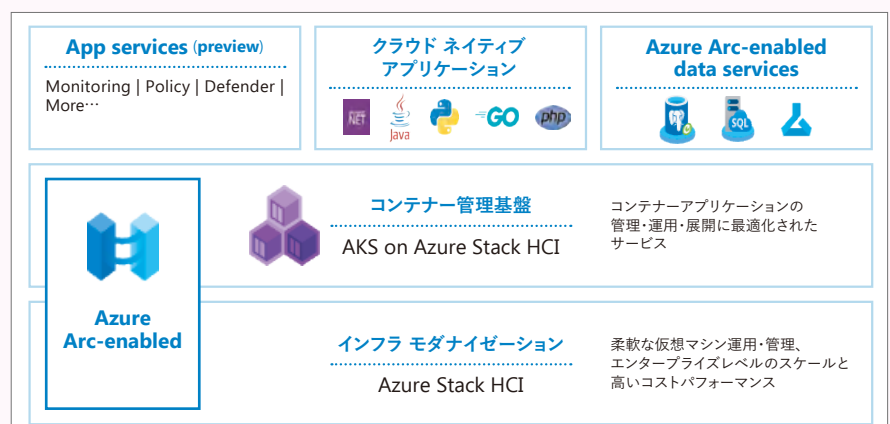 App services (preview)
Monitoring | Policy | Defender |
More…
クラウド ネイティブ
アプリケーション
NET
Java
GO
php
Azure Arc-enabled
data services
SQL
Azure
Arc-enabled
コンテナー管理基盤
AKS on Azure Stack HCI
コンテナーアプリケーションの
管理・運用・展開に最適化された
サービス
インフラ モダナイゼーション
Azure Stack HCI
柔軟な仮想マシン運用・管理、
エンタープライズレベルのスケールと
高いコストパフォーマンス